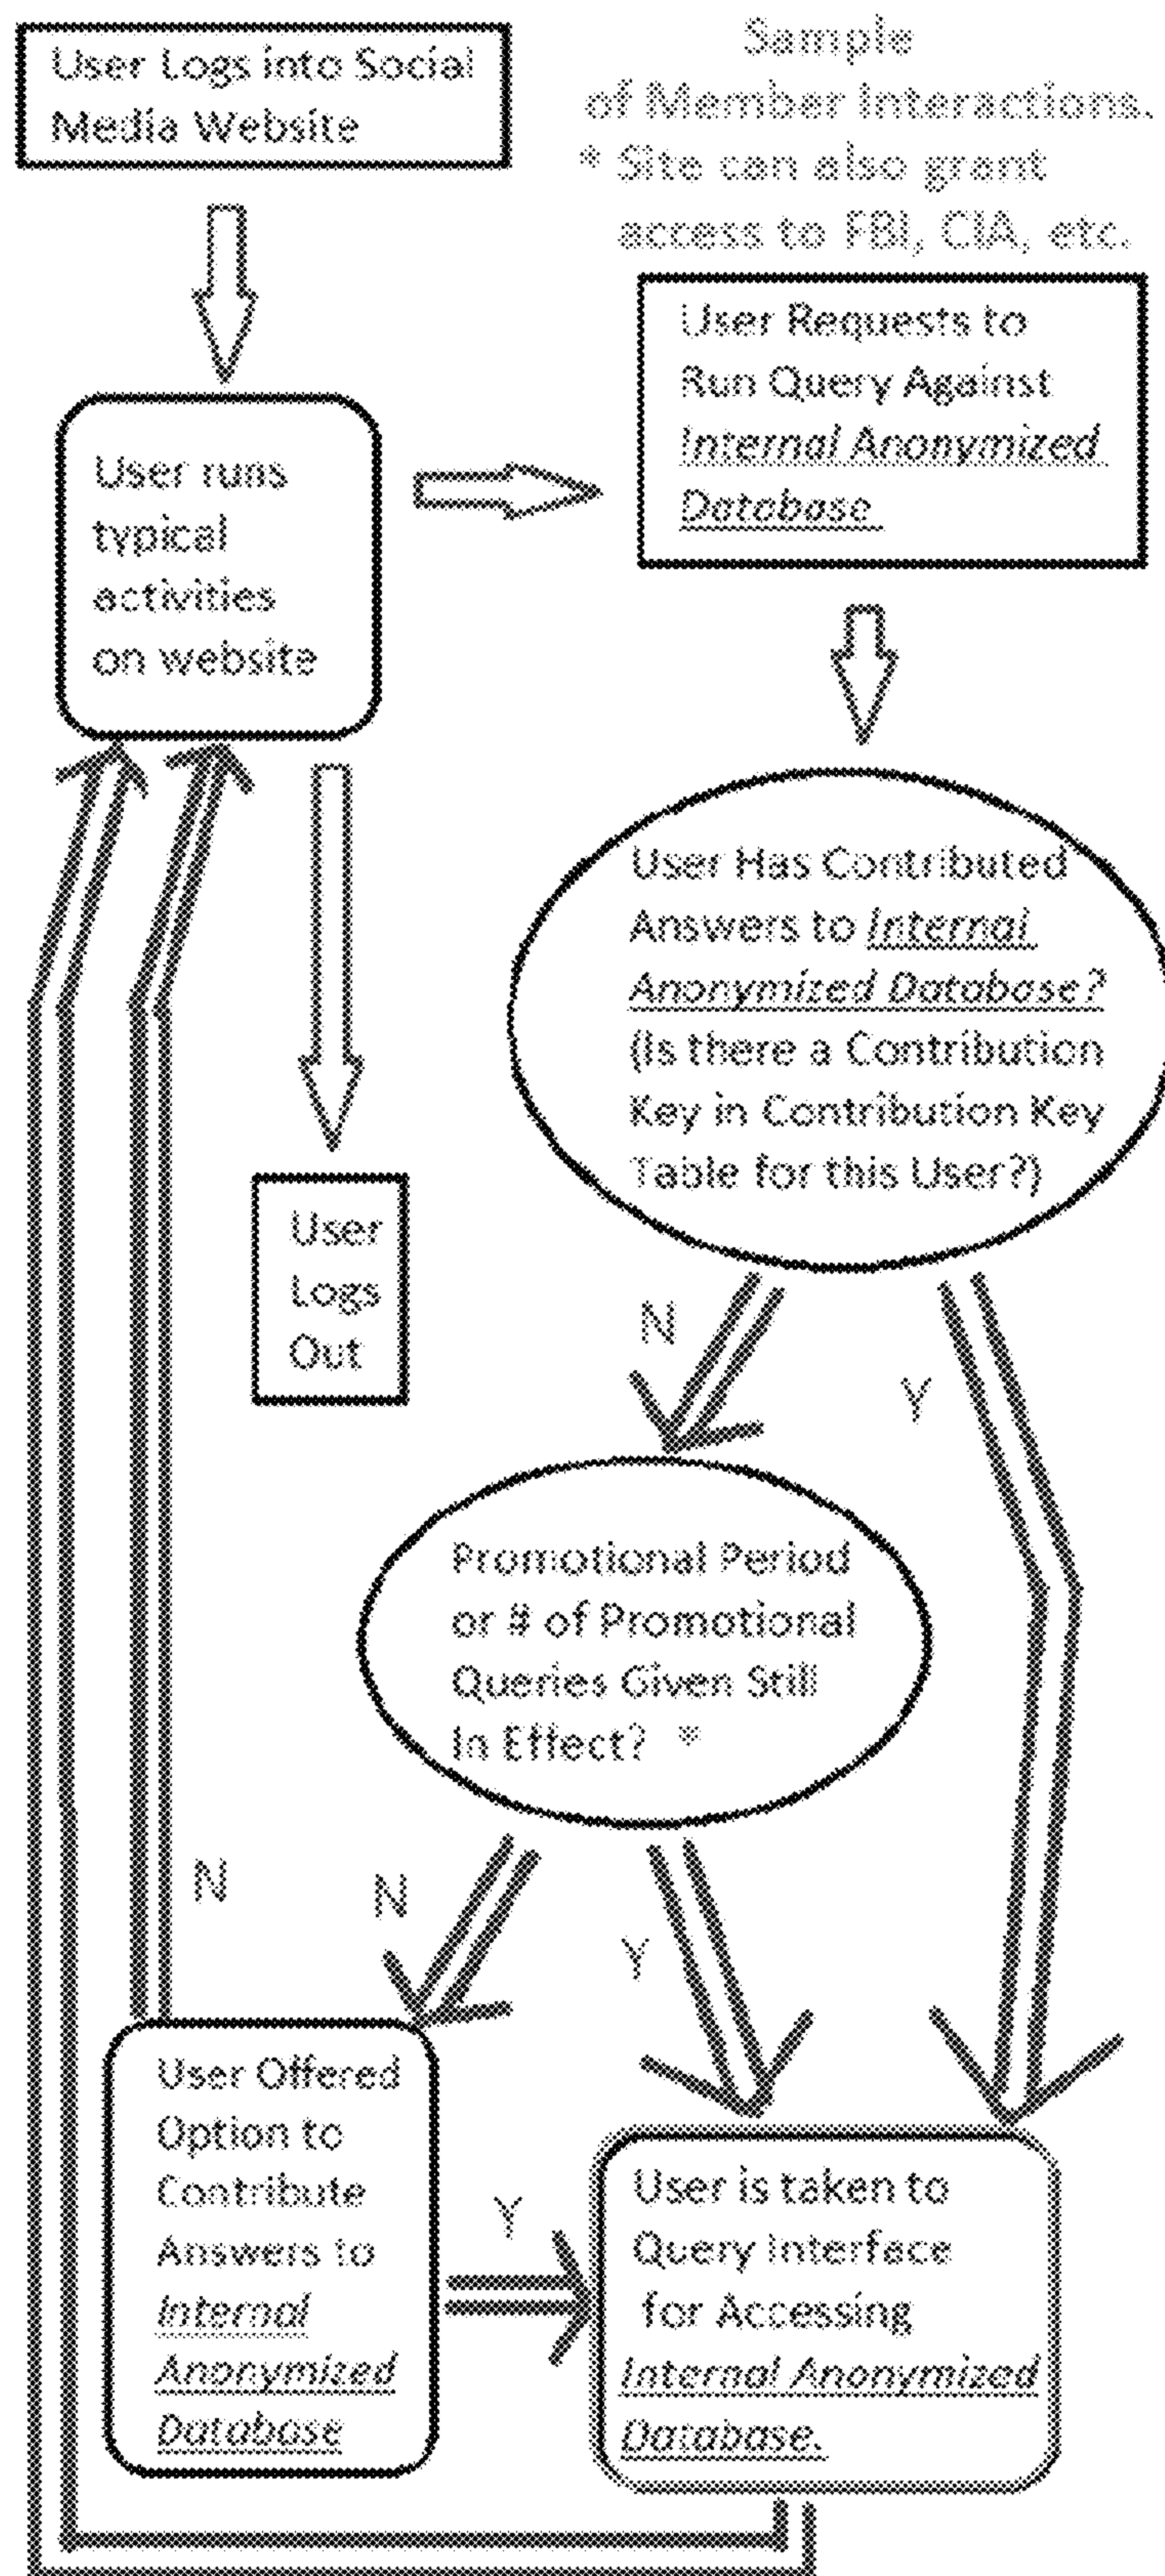 User Logs into Social
Media Website
Sample
of Member Interactions.
* Site can also grant
access to FBI, CIA, etc.
User Requests to
Run Query Against
Internal Anonymized
Database
User runs
typical
activities
on website
User Has Contributed
Answers to Internal
Anonymized Database?
(Is there a Contribution
Key in Contribution Key
Table for this User?)
User
Logs
Out
N
Y
Promotional Period
or # of Promotional
Queries Given Still
In Effect? *
N
N
Y
User Offered
Option to
Contribute
Answers to
Internal
Anonymized
Database
Y
User is taken to
Query Interface
for Accessing
Internal Anonymized
Database.